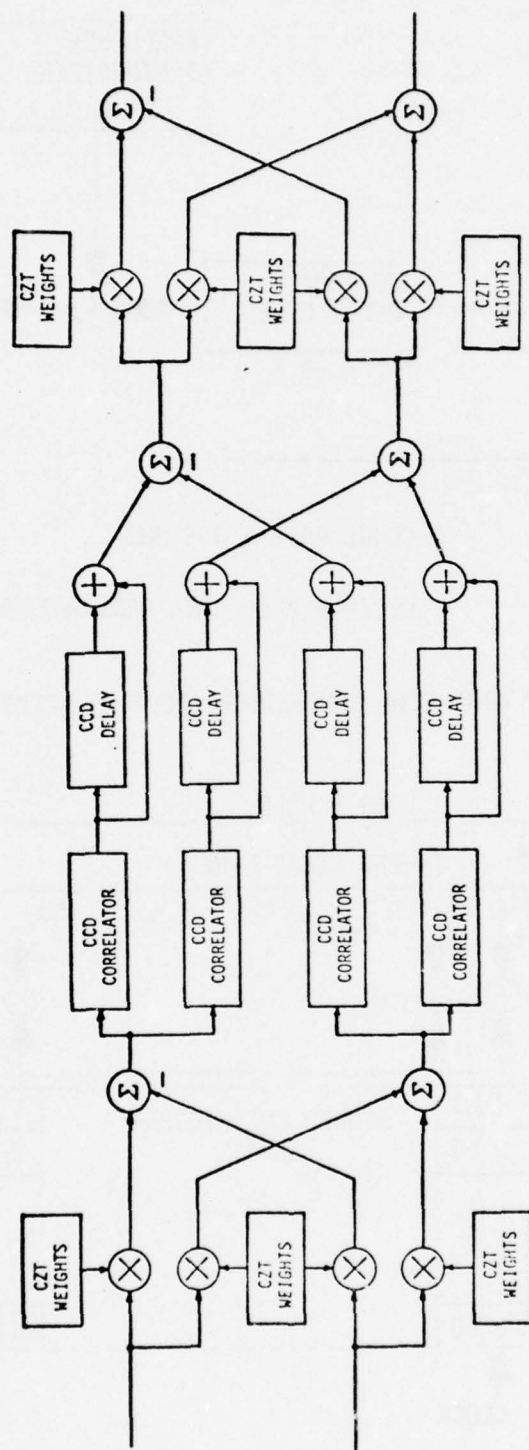 CZT
WEIGHTS
CZT
WEIGHTS
CZT
WEIGHTS
Σ
−
Σ
CCD
CORRELATOR
CCD
CORRELATOR
CCD
CORRELATOR
CCD
CORRELATOR
CCD
DELAY
CCD
DELAY
CCD
DELAY
CCD
DELAY
+
+
+
+
Σ
−
Σ
CZT
WEIGHTS
CZT
WEIGHTS
CZT
WEIGHTS
Σ
−
Σ